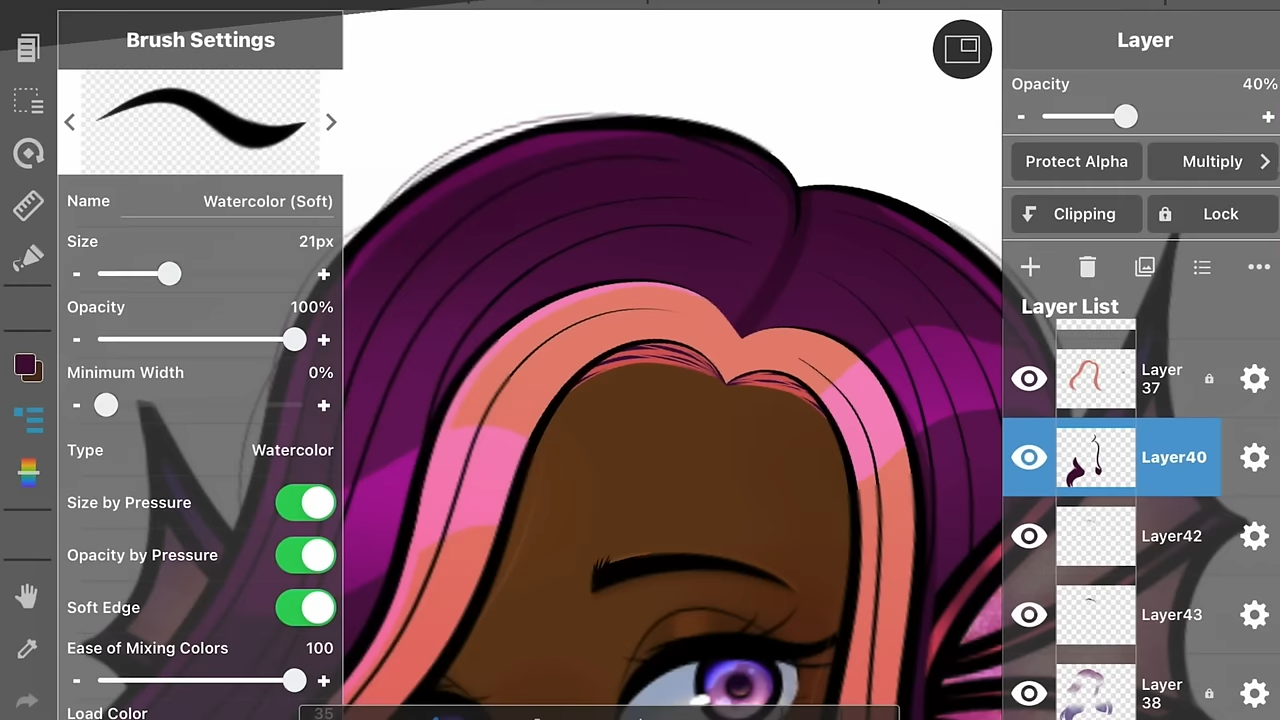 Brush Settings
Name Watercolor (Soft)
Size 21px
- +
Opacity 100%
- +
Minimum Width 0%
- +
Type Watercolor
Size by Pressure
Opacity by Pressure
Soft Edge
Ease of Mixing Colors 100
- +
Load Color 35
Layer
Opacity 40%
- +
Protect Alpha Multiply
Clipping Lock
Layer List
Layer
37
Layer40
Layer42
Layer43
Layer
38